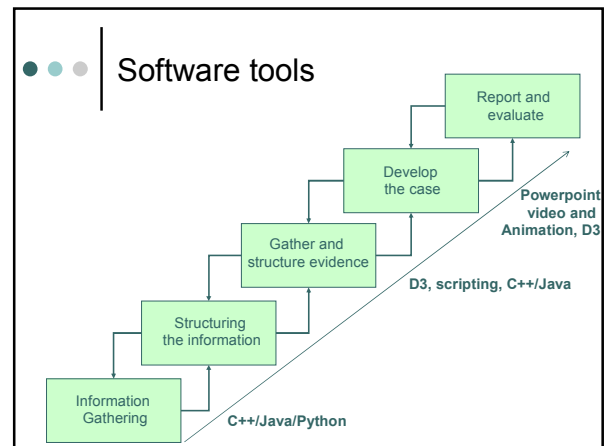 Software tools
Report and
evaluate
Develop
the case
Powerpoint
video and
Animation, D3
Gather and
structure evidence
D3, scripting, C++/Java
Structuring
the information
Information
Gathering
C++/Java/Python